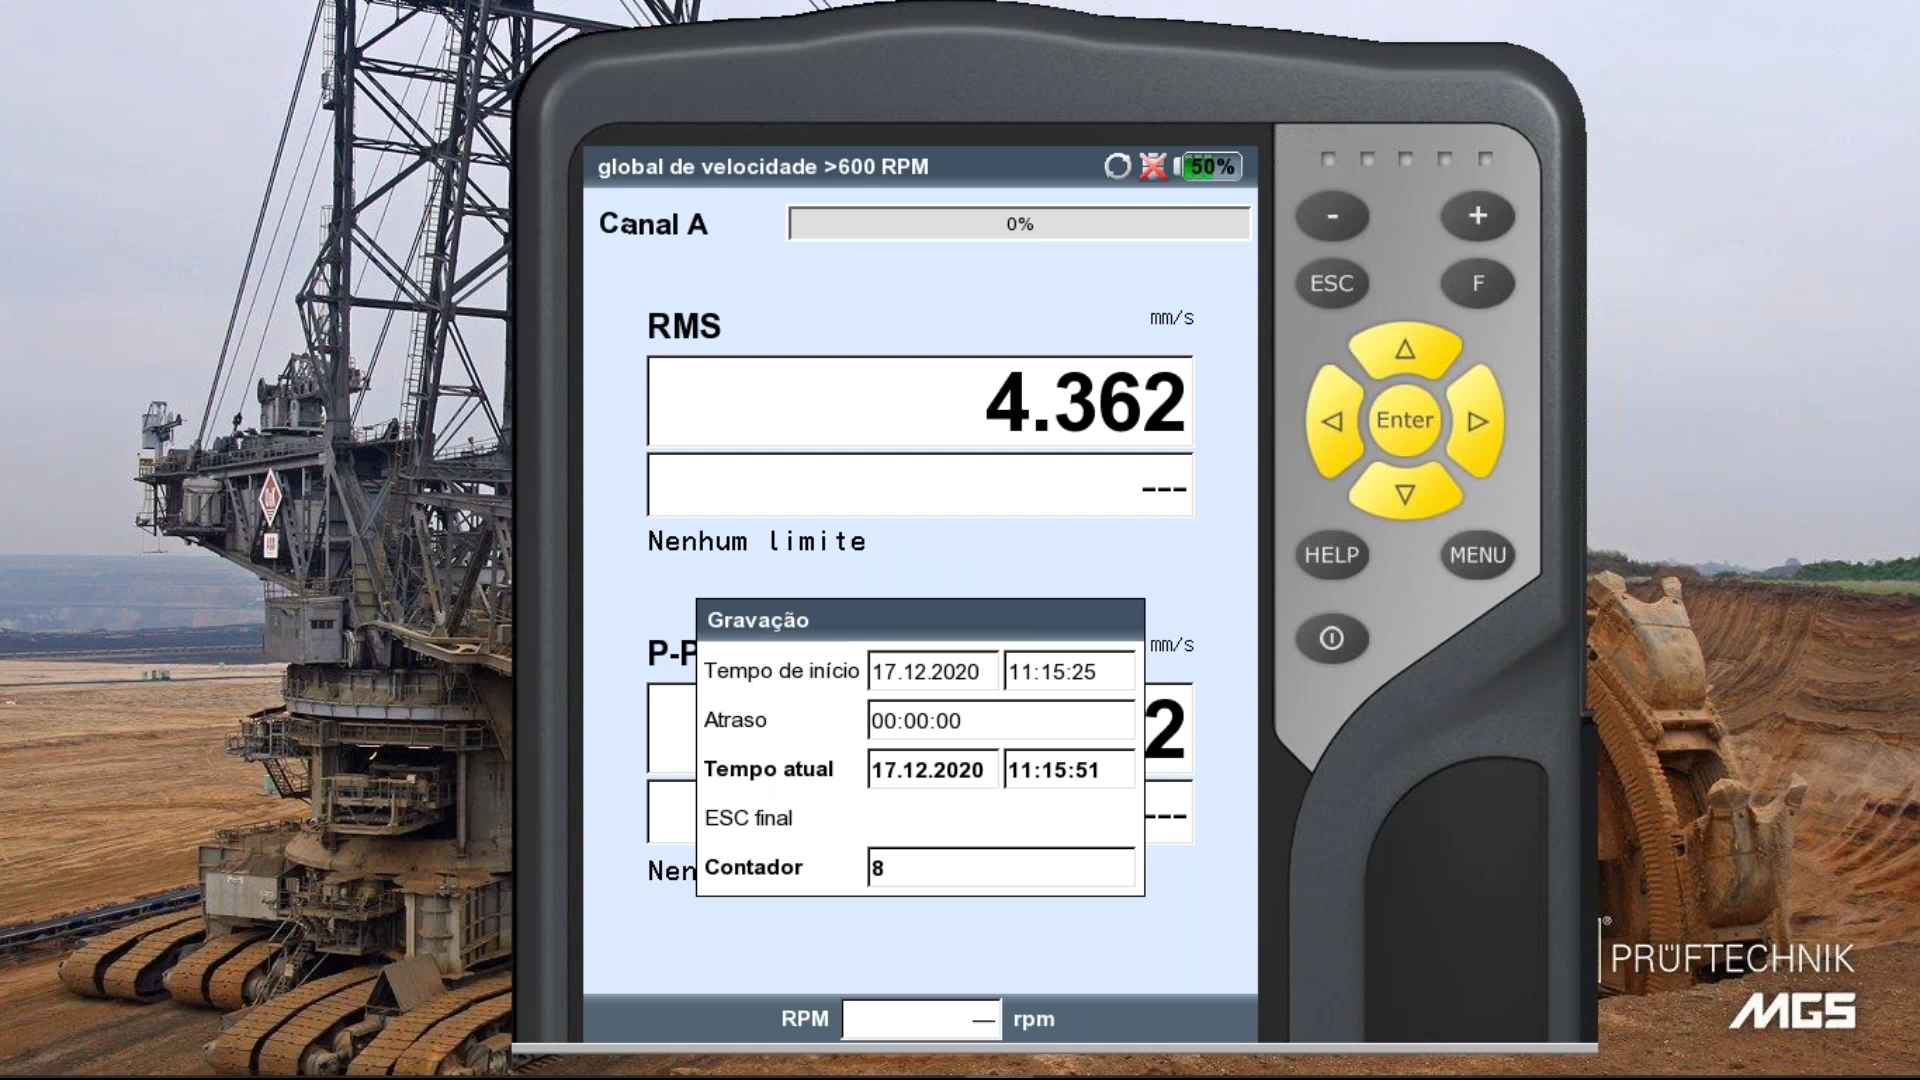 global de velocidade >600 RPM
50%
Canal A
0%
RMS
mm/s
4.362
---
Nenhum limite
P-P
mm/s
2
---
Nen
Gravação
Tempo de início 17.12.2020 11:15:25
Atraso 00:00:00
Tempo atual 17.12.2020 11:15:51
ESC final
Contador 8
RPM — rpm
- +
ESC F
Enter
HELP MENU
® PRÜFTECHNIK
MGS